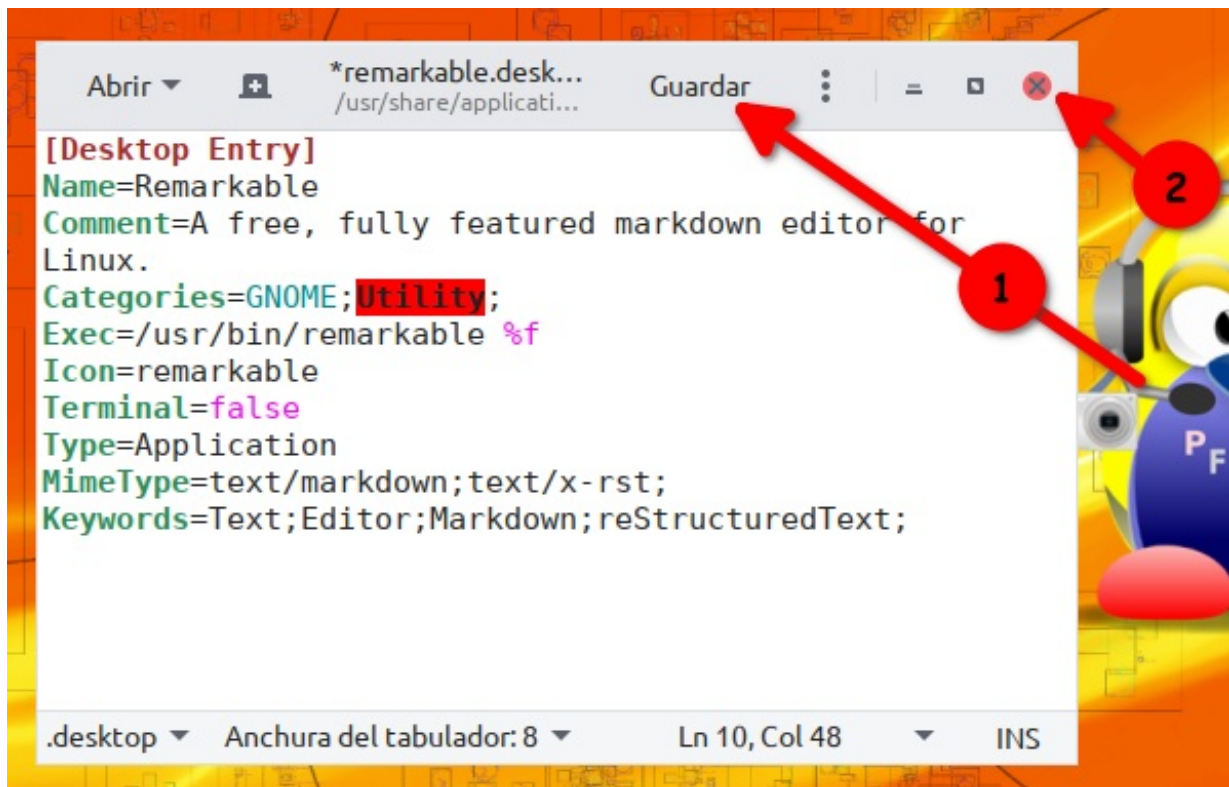 Abrir
*remarkable.desk...
/usr/share/applicati...
Guardar
[Desktop Entry]
Name=Remarkable
Comment=A free, fully featured markdown editor for
Linux.
Categories=GNOME;Utility;
Exec=/usr/bin/remarkable %f
Icon=remarkable
Terminal=false
Type=Application
MimeType=text/markdown;text/x-rst;
Keywords=Text;Editor;Markdown;reStructuredText;
.desktop Anchura del tabulador: 8 Ln 10, Col 48 INS
2
1
PF